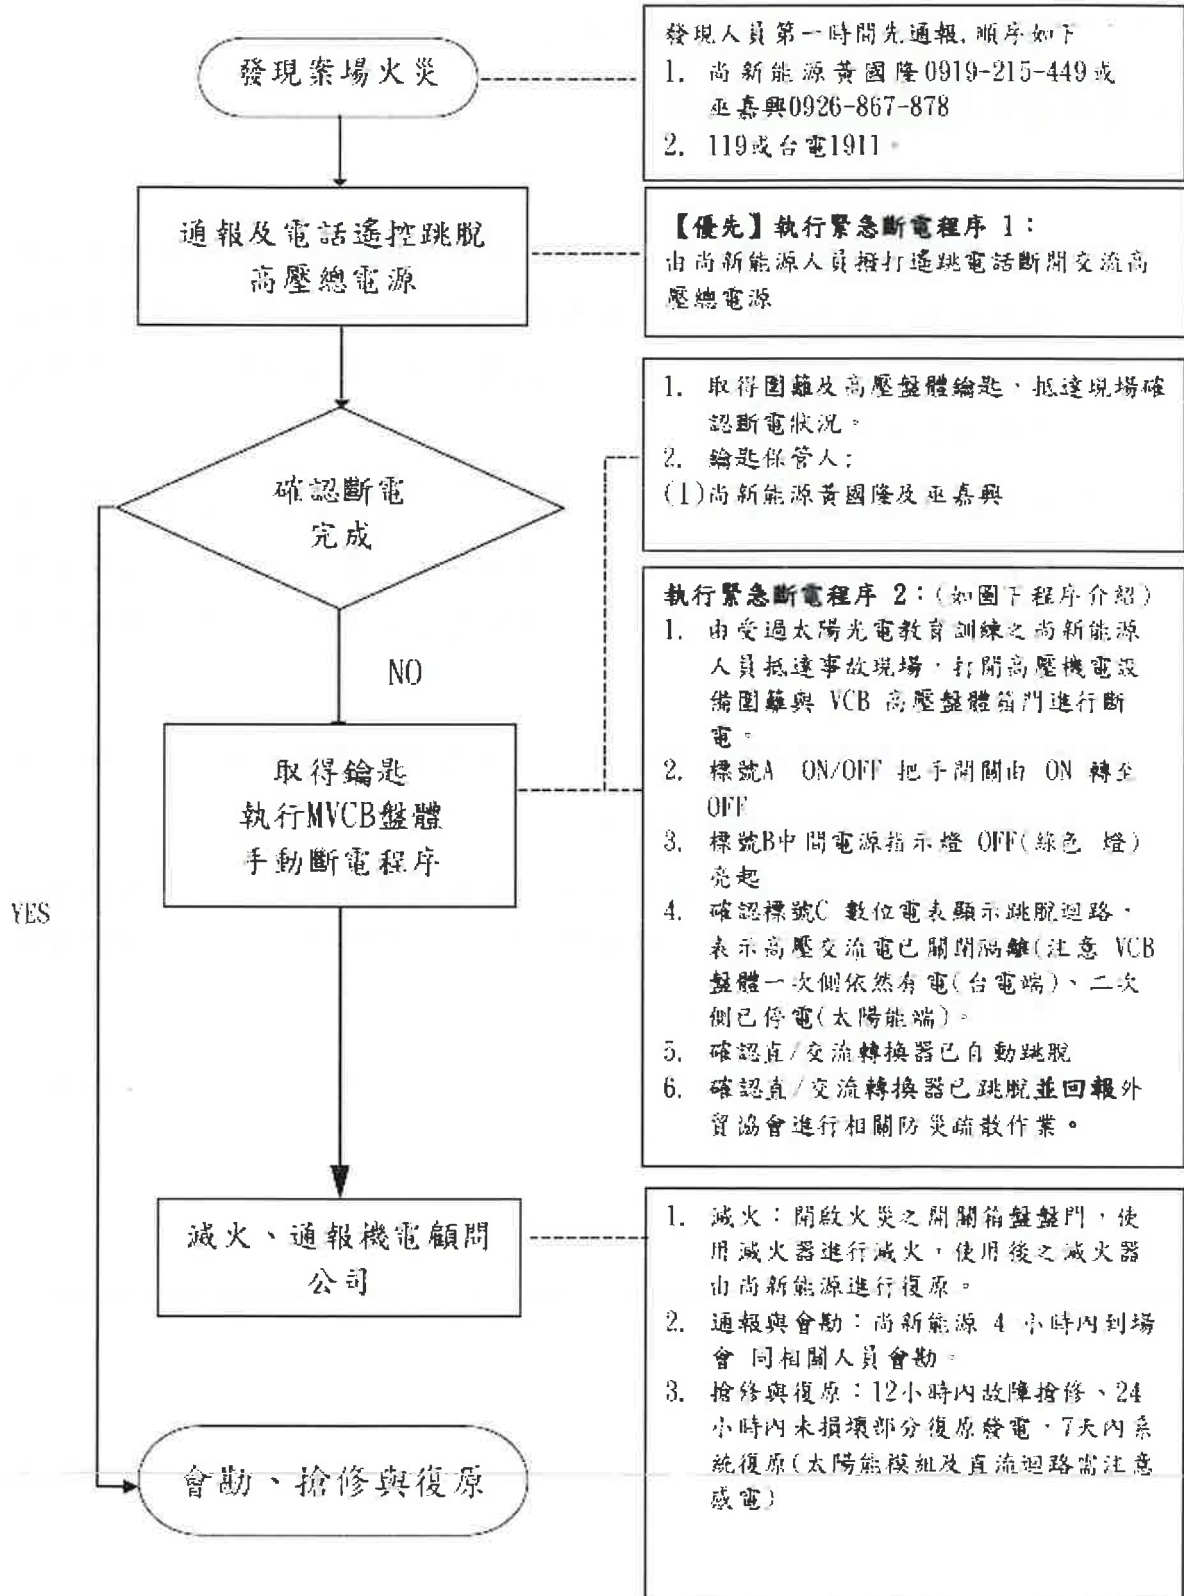 發現案場火災
發現人員第一時間先通報,順序如下
1. 尚新能源黃國隆0919-215-449或
巫嘉興0926-867-878
2. 119或台電1911。
通報及電話遙控跳脫
高壓總電源
【優先】執行緊急斷電程序 1:
由尚新能源人員撥打遙跳電話斷開交流高
壓總電源
確認斷電
完成
1. 取得圍籬及高壓盤體鑰匙,抵達現場確
認斷電狀況。
2. 鑰匙保管人:
(1)尚新能源黃國隆及巫嘉興
NO
YES
取得鑰匙
執行MVCB盤體
手動斷電程序
執行緊急斷電程序 2:(如圖下程序介紹)
1. 由受過太陽光電教育訓練之尚新能源
人員抵達事故現場,打開高壓機電設
備圍籬與 VCB 高壓盤體箱門進行斷
電。
2. 標號A ON/OFF 把手開關由 ON 轉至
OFF
3. 標號B中間電源指示燈 OFF(綠色 燈)
亮起
4. 確認標號C 數位電表顯示跳脫迴路,
表示高壓交流電已關閉隔離(注意 VCB
盤體一次側依然有電(台電端)、二次
側已停電(太陽能端)。
5. 確認直/交流轉換器已自動跳脫
6. 確認直/交流轉換器已跳脫並回報外
貿協會進行相關防災疏散作業。
滅火、通報機電顧問
公司
1. 滅火:開啟火災之開關箱盤盤門,使
用滅火器進行滅火,使用後之滅火器
由尚新能源進行復原。
2. 通報與會勘:尚新能源 4 小時內到場
會 同相關人員會勘。
3. 搶修與復原:12小時內故障搶修、24
小時內未損壞部分復原發電,7天內系
統復原(太陽能模組及直流迴路需注意
感電)
會勘、搶修與復原